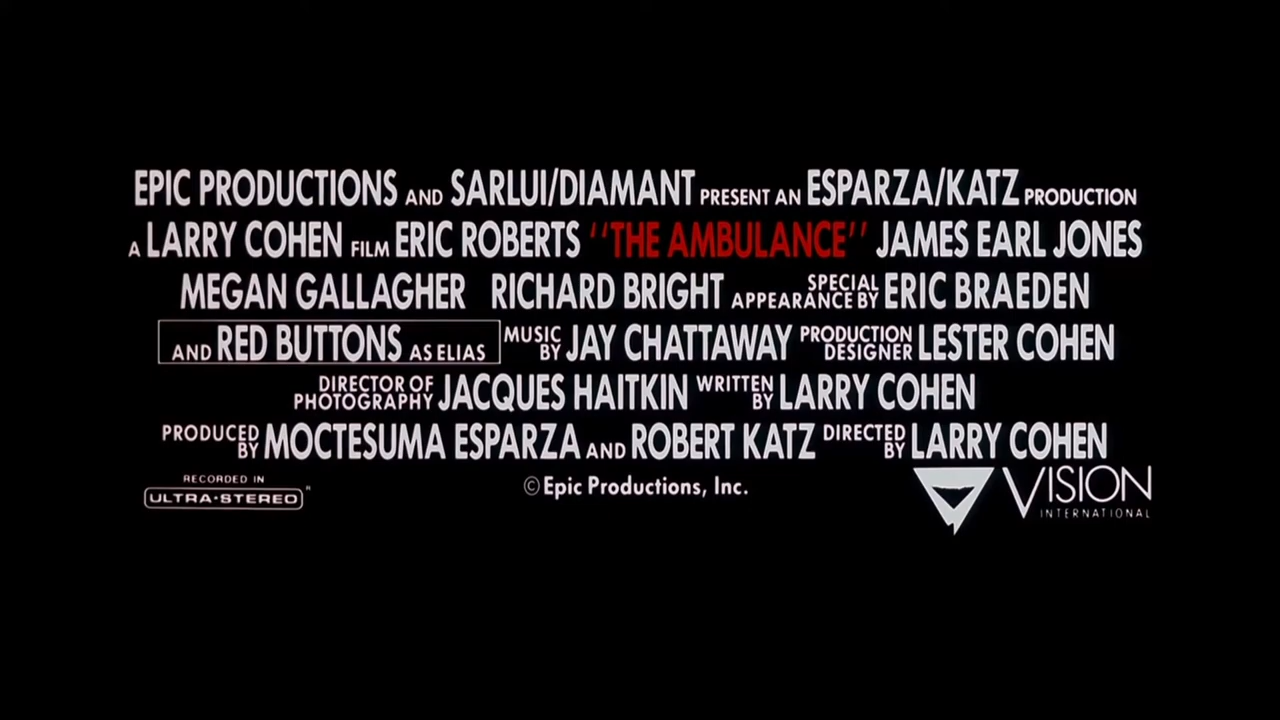 EPIC PRODUCTIONS AND SARLUI/DIAMANT PRESENT AN ESPARZA/KATZ PRODUCTION
A LARRY COHEN FILM ERIC ROBERTS ''THE AMBULANCE'' JAMES EARL JONES
MEGAN GALLAGHER RICHARD BRIGHT SPECIAL APPEARANCE BY ERIC BRAEDEN
AND RED BUTTONS AS ELIAS MUSIC BY JAY CHATTAWAY PRODUCTION DESIGNER LESTER COHEN
DIRECTOR OF PHOTOGRAPHY JACQUES HAITKIN WRITTEN BY LARRY COHEN
PRODUCED BY MOCTESUMA ESPARZA AND ROBERT KATZ DIRECTED BY LARRY COHEN
RECORDED IN
ULTRA•STEREO R
© Epic Productions, Inc.
VISION
INTERNATIONAL